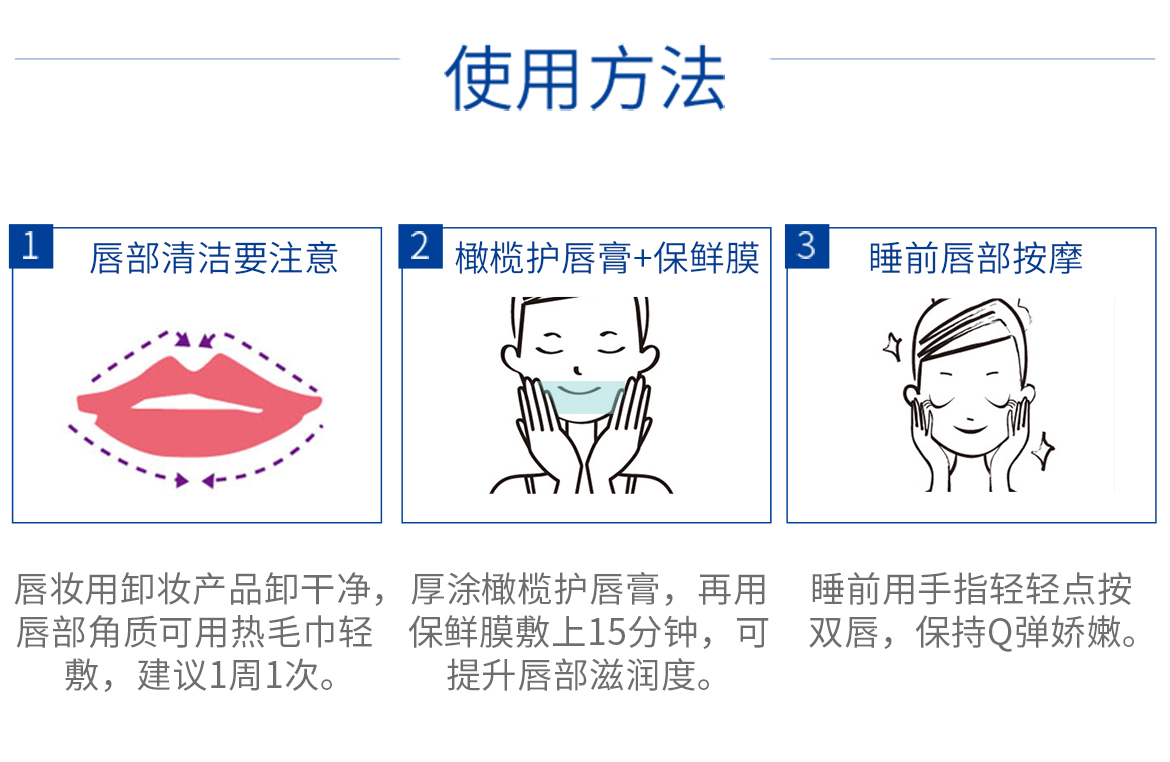 使用方法
1 唇部清洁要注意
2 橄榄护唇膏+保鲜膜
3 睡前唇部按摩
唇妆用卸妆产品卸干净，
唇部角质可用热毛巾轻
敷，建议1周1次。
厚涂橄榄护唇膏，再用
保鲜膜敷上15分钟，可
提升唇部滋润度。
睡前用手指轻轻点按
双唇，保持Q弹娇嫩。